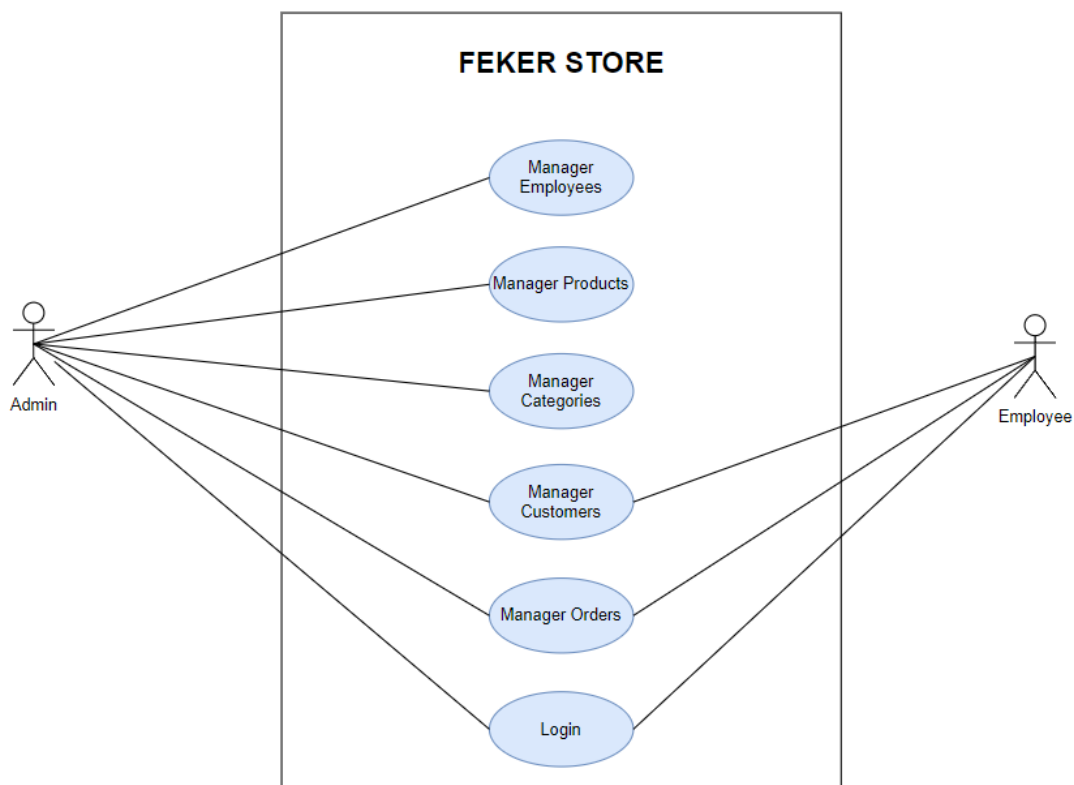 FEKER STORE
Manager
Employees
Manager Products
Manager
Categories
Manager
Customers
Manager Orders
Login
Admin
Employee